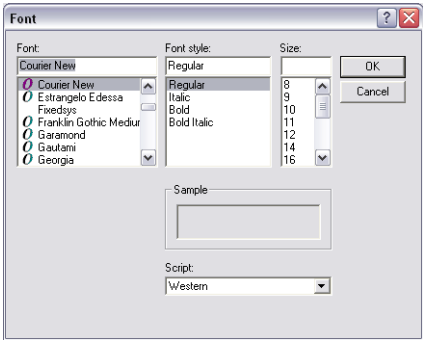 Font
Font:
Font style:
Size:
Courier New
Regular
OK
Cancel
Courier New
Estrangelo Edessa
Fixedsys
Franklin Gothic Mediur
Garamond
Gautami
Georgia
Regular
Italic
Bold
Bold Italic
8
9
10
11
12
14
16
Sample
Script:
Western